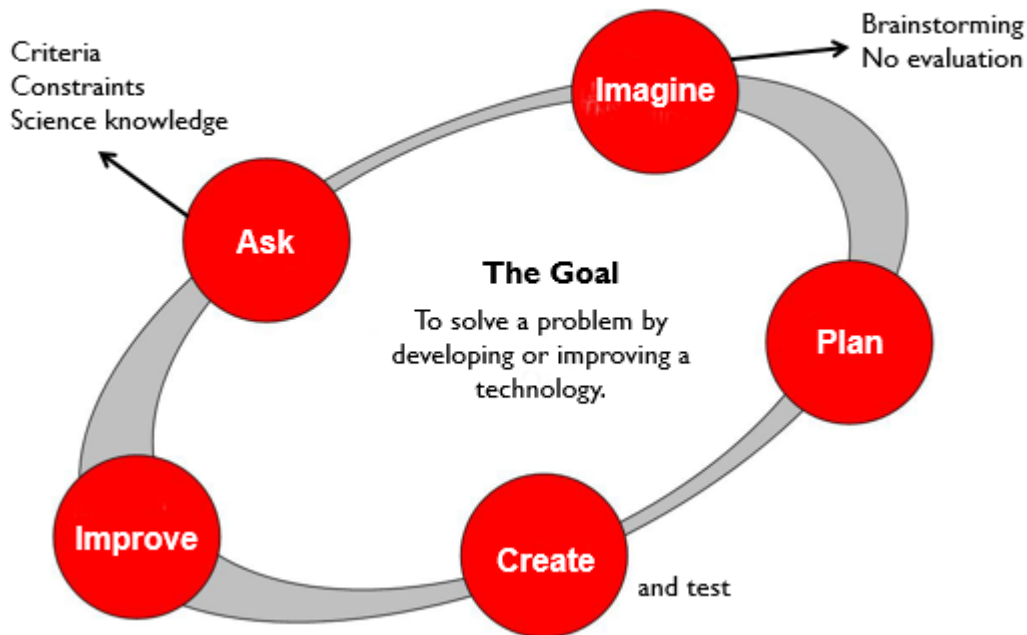 Criteria
Constraints
Science knowledge
Brainstorming
No evaluation
Imagine
Ask
The Goal
To solve a problem by
developing or improving a
technology.
Plan
Improve
Create
and test